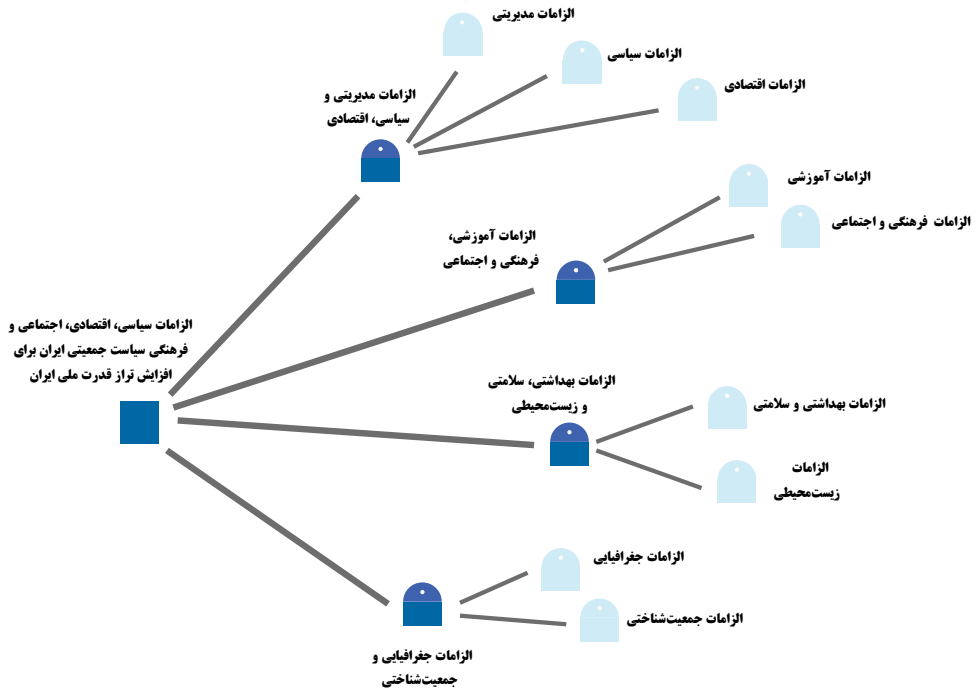 الزامات مدیریتی
الزامات سیاسی
الزامات اقتصادی
الزامات مدیریتی و
سیاسی، اقتصادی
الزامات آموزشی
الزامات فرهنگی و اجتماعی
الزامات آموزشی،
فرهنگی و اجتماعی
الزامات سیاسی، اقتصادی، اجتماعی و
فرهنگی سیاست جمعیتی ایران برای
افزایش تراز قدرت ملی ایران
الزامات بهداشتی، سلامتی
و زیست‌محیطی
الزامات بهداشتی و سلامتی
الزامات
زیست‌محیطی
الزامات جغرافیایی
الزامات جمعیت‌شناختی
الزامات جغرافیایی و
جمعیت‌شناختی